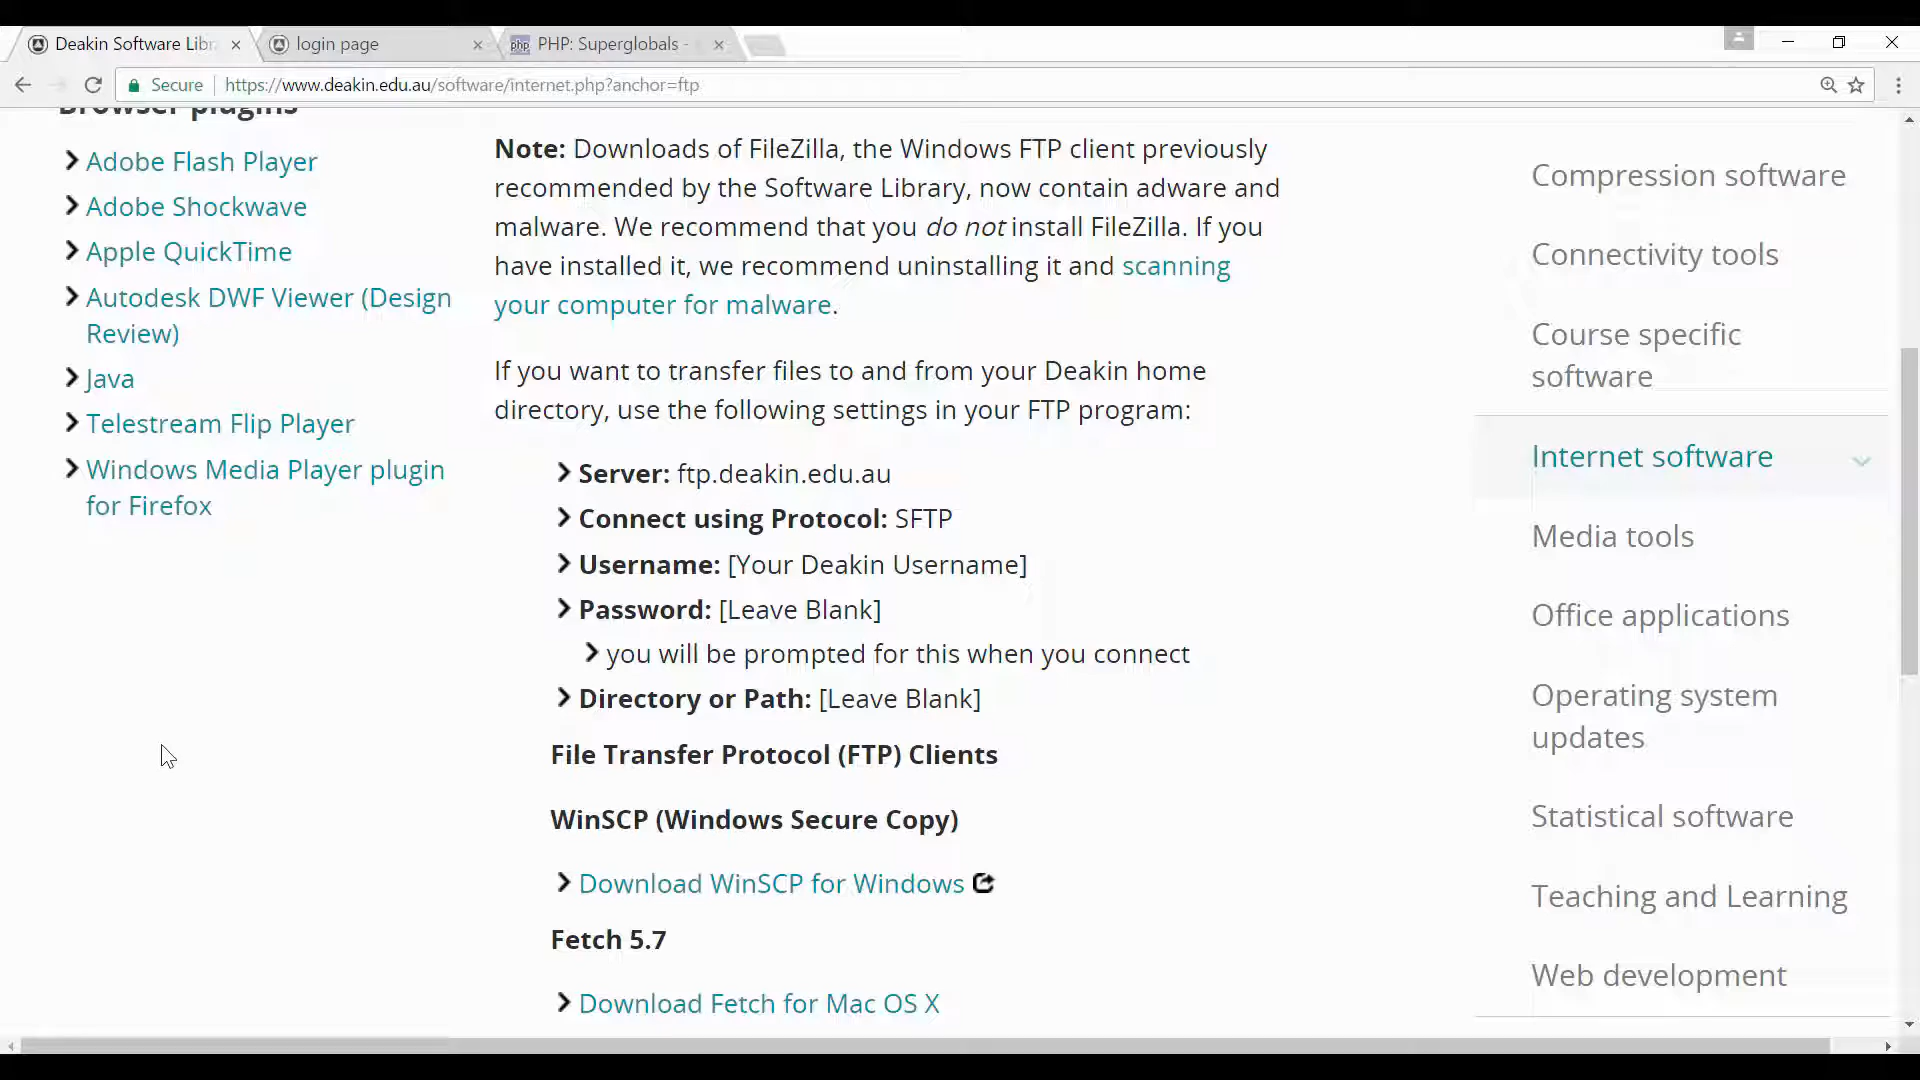 Deakin Software Libr
login page
PHP: Superglobals -
Secure
https://www.deakin.edu.au/software/internet.php?anchor=ftp
Browser plugins
Adobe Flash Player
Adobe Shockwave
Apple QuickTime
Autodesk DWF Viewer (Design
Review)
Java
Telestream Flip Player
Windows Media Player plugin
for Firefox
Note: Downloads of FileZilla, the Windows FTP client previously
recommended by the Software Library, now contain adware and
malware. We recommend that you do not install FileZilla. If you
have installed it, we recommend uninstalling it and scanning
your computer for malware.
If you want to transfer files to and from your Deakin home
directory, use the following settings in your FTP program:
Server: ftp.deakin.edu.au
Connect using Protocol: SFTP
Username: [Your Deakin Username]
Password: [Leave Blank]
you will be prompted for this when you connect
Directory or Path: [Leave Blank]
File Transfer Protocol (FTP) Clients
WinSCP (Windows Secure Copy)
Download WinSCP for Windows
Fetch 5.7
Download Fetch for Mac OS X
Compression software
Connectivity tools
Course specific
software
Internet software
Media tools
Office applications
Operating system
updates
Statistical software
Teaching and Learning
Web development